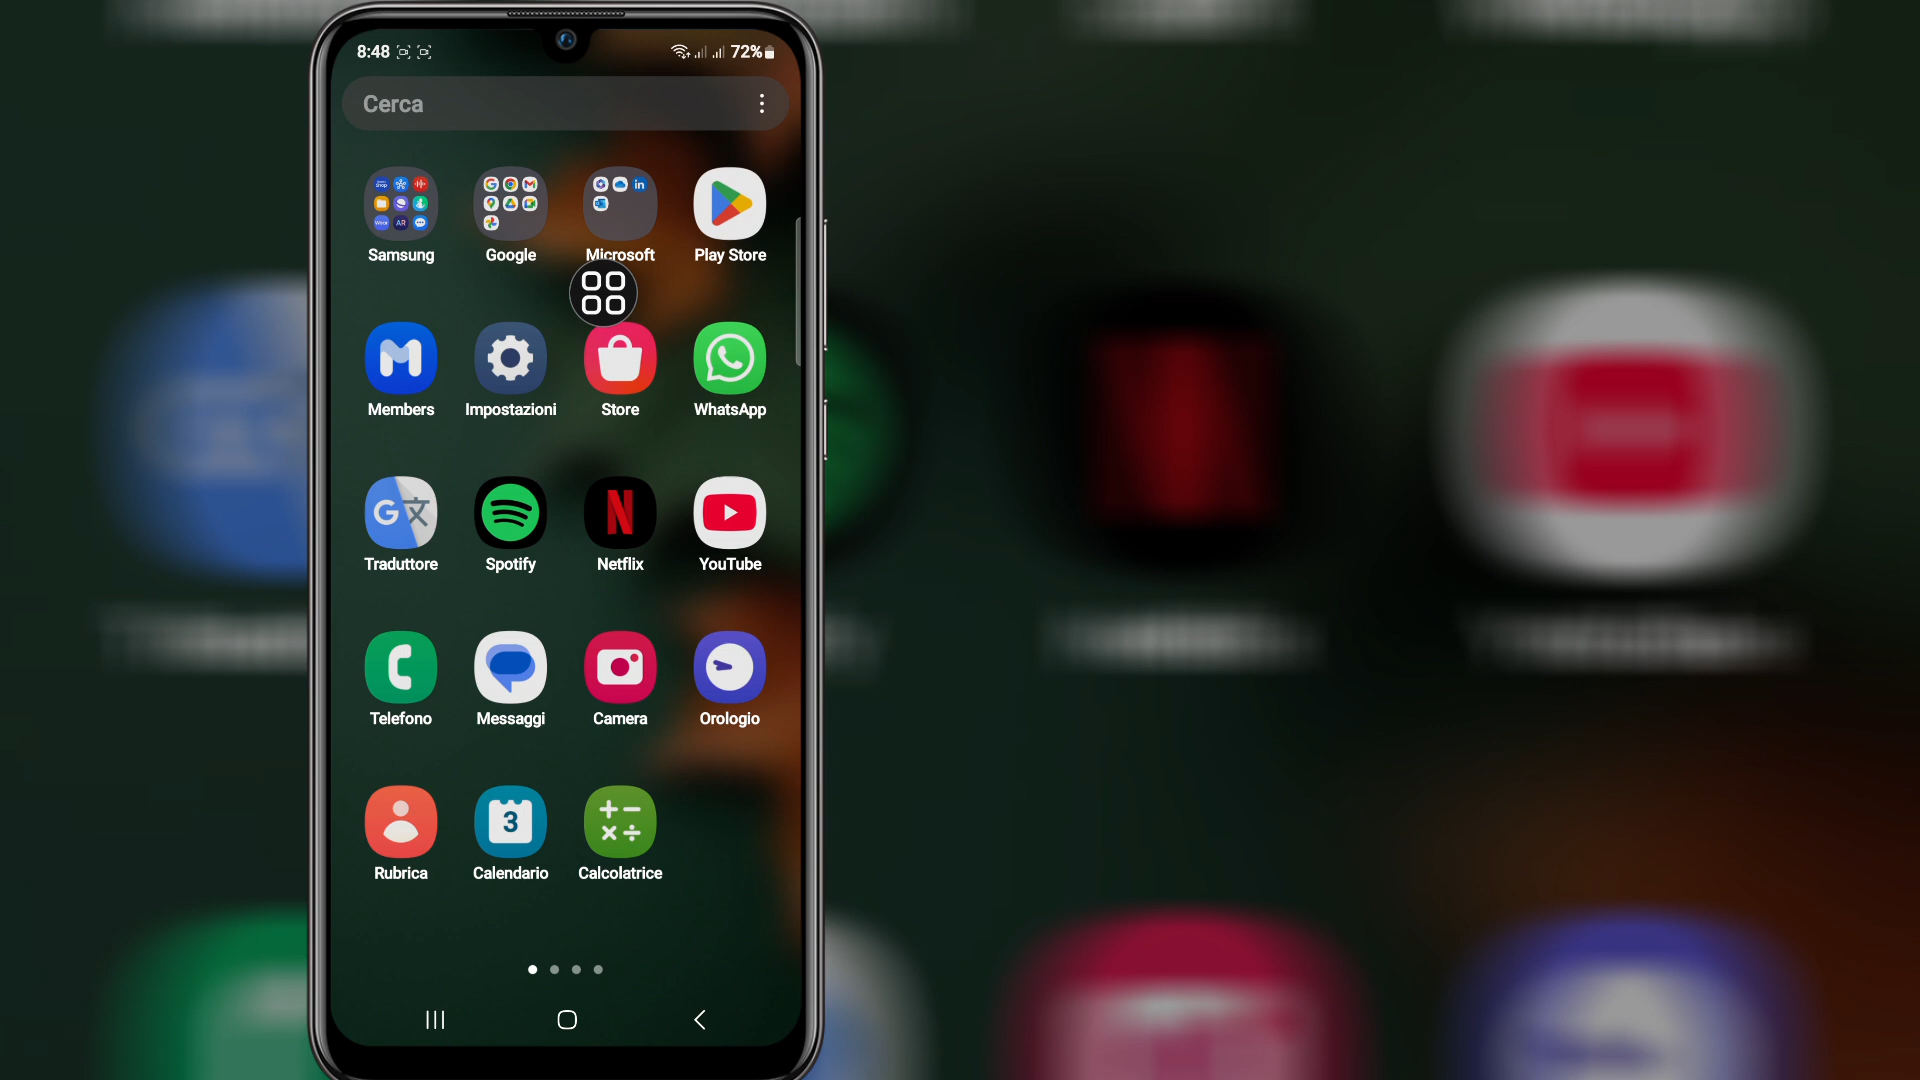 8:48 72%
Cerca
Samsung Google Microsoft Play Store
Members Impostazioni Store WhatsApp
Traduttore Spotify Netflix YouTube
Telefono Messaggi Camera Orologio
3
Rubrica Calendario Calcolatrice